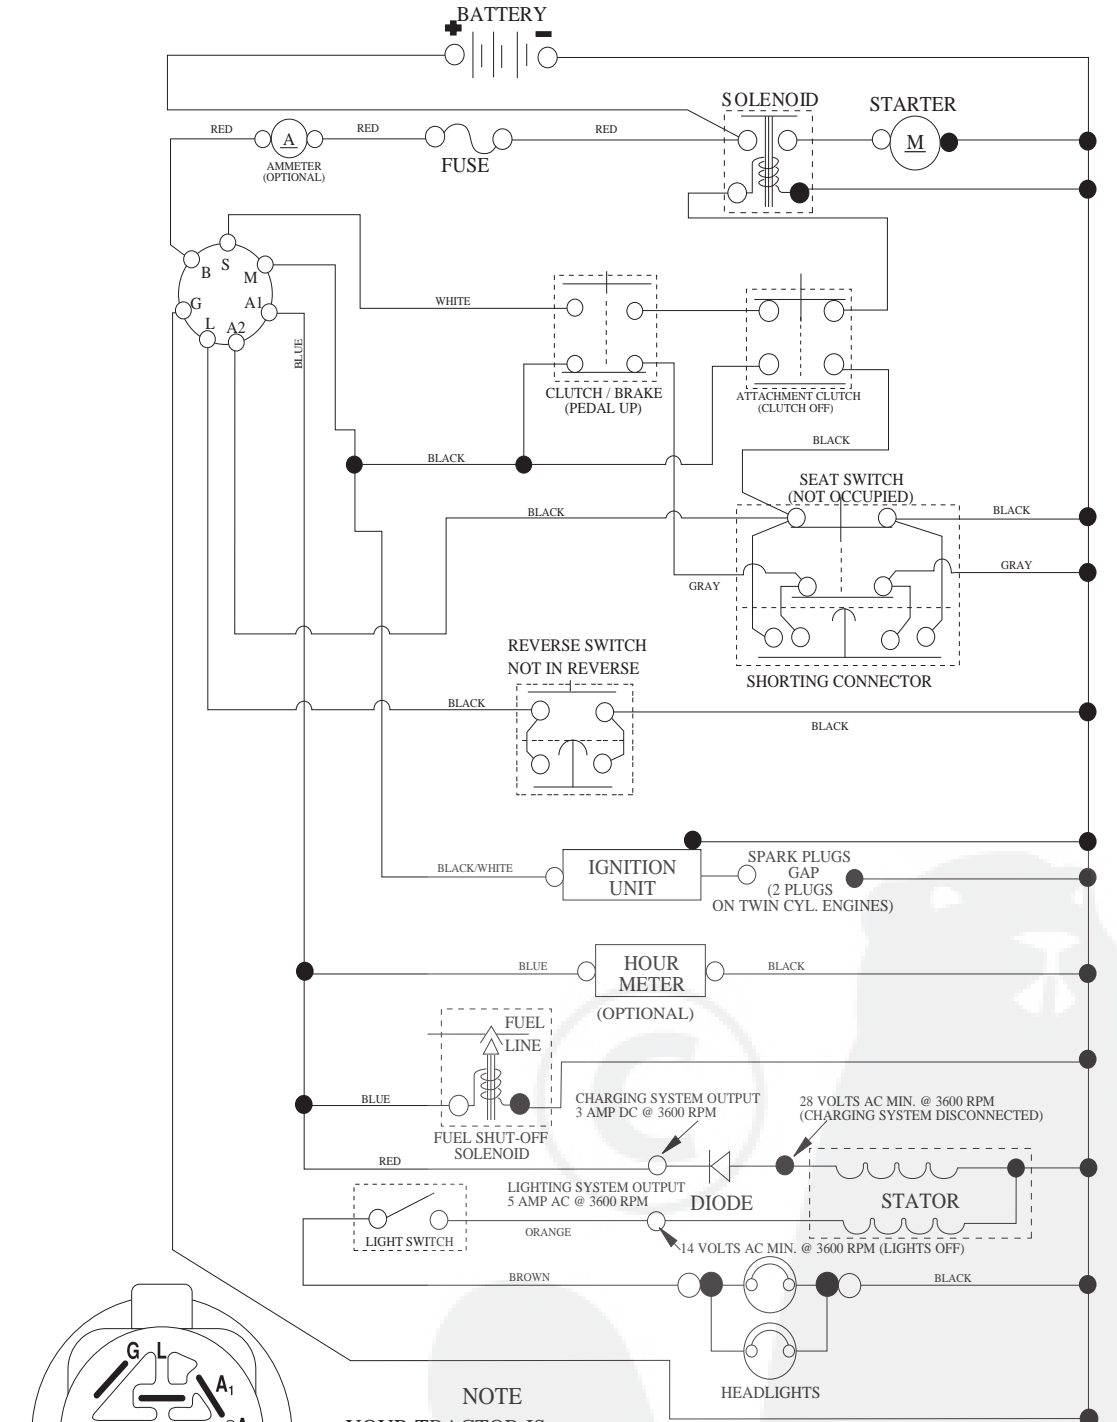 BATTERY
SOLENOID
STARTER
RED
A
RED
RED
M
AMMETER
(OPTIONAL)
FUSE
B
S
M
G
A1
L
A2
BLUE
WHITE
CLUTCH / BRAKE
(PEDAL UP)
ATTACHMENT CLUTCH
(CLUTCH OFF)
BLACK
BLACK
SEAT SWITCH
(NOT OCCUPIED)
BLACK
BLACK
GRAY
GRAY
REVERSE SWITCH
NOT IN REVERSE
SHORTING CONNECTOR
BLACK
BLACK
BLACK/WHITE
IGNITION
UNIT
SPARK PLUGS
GAP
(2 PLUGS
ON TWIN CYL. ENGINES)
BLUE
HOUR
METER
BLACK
(OPTIONAL)
FUEL
LINE
BLUE
CHARGING SYSTEM OUTPUT
3 AMP DC @ 3600 RPM
28 VOLTS AC MIN. @ 3600 RPM
(CHARGING SYSTEM DISCONNECTED)
FUEL SHUT-OFF
SOLENOID
RED
LIGHTING SYSTEM OUTPUT
5 AMP AC @ 3600 RPM
DIODE
STATOR
LIGHT SWITCH
ORANGE
14 VOLTS AC MIN. @ 3600 RPM (LIGHTS OFF)
BROWN
BLACK
HEADLIGHTS
G
L
A1
NOTE
YOUR TRACTOR IS